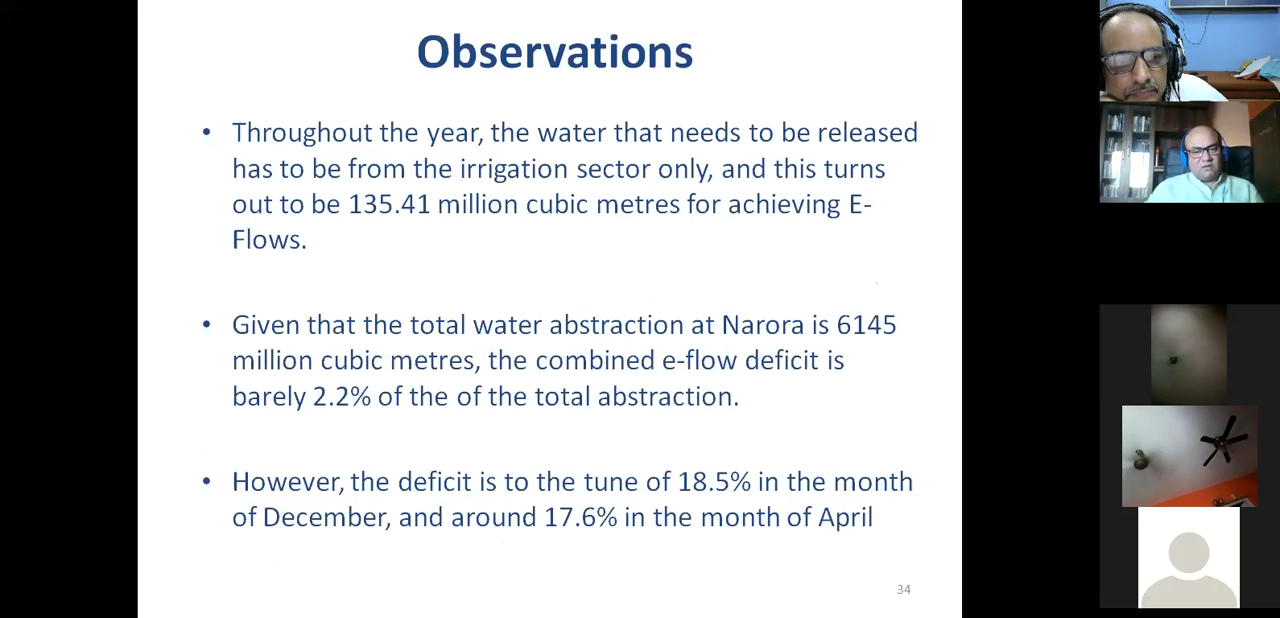 Observations
• Throughout the year, the water that needs to be released
has to be from the irrigation sector only, and this turns
out to be 135.41 million cubic metres for achieving E-
Flows.
• Given that the total water abstraction at Narora is 6145
million cubic metres, the combined e-flow deficit is
barely 2.2% of the of the total abstraction.
• However, the deficit is to the tune of 18.5% in the month
of December, and around 17.6% in the month of April
34